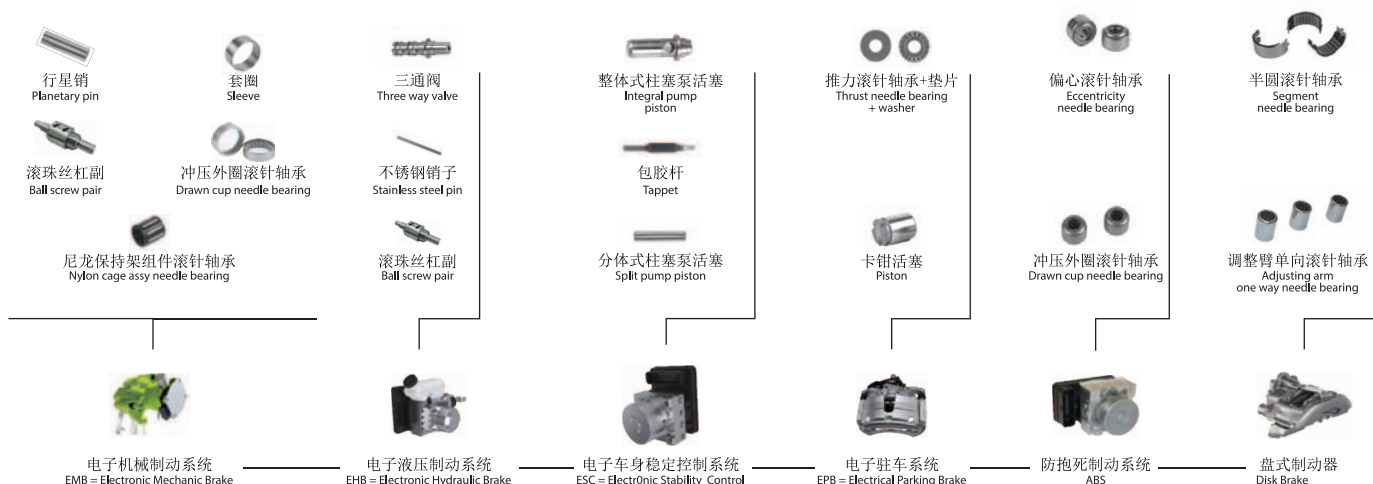 行星销
Planetary pin
套圈
Sleeve
三通阀
Three way valve
整体式柱塞泵活塞
Integral pump
piston
推力滚针轴承+垫片
Thrust needle bearing
+ washer
偏心滚针轴承
Eccentricity
needle bearing
半圆滚针轴承
Segment
needle bearing
滚珠丝杠副
Ball screw pair
冲压外圈滚针轴承
Drawn cup needle bearing
不锈钢销子
Stainless steel pin
包胶杆
Tappet
尼龙保持架组件滚针轴承
Nylon cage assy needle bearing
滚珠丝杠副
Ball screw pair
分体式柱塞泵活塞
Split pump piston
卡钳活塞
Piston
冲压外圈滚针轴承
Drawn cup needle bearing
调整臂单向滚针轴承
Adjusting arm
one way needle bearing
电子机械制动系统
EMB = Electronic Mechanic Brake
电子液压制动系统
EHB = Electronic Hydraulic Brake
电子车身稳定控制系统
ESC = Electr0nic Stability Control
电子驻车系统
EPB = Electrical Parking Brake
防抱死制动系统
ABS
盘式制动器
Disk Brake